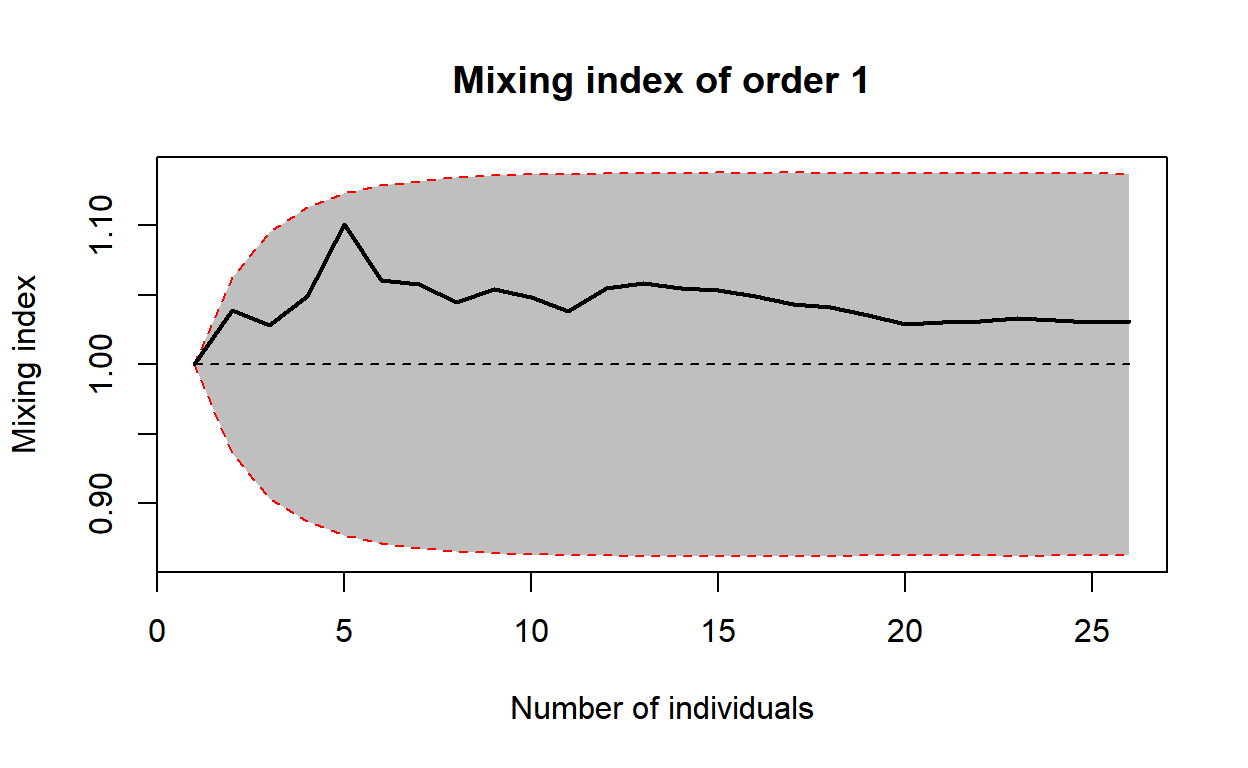 Mixing index of order 1
Mixing index
1.10
1.00
0.90
0 5 10 15 20 25
Number of individuals